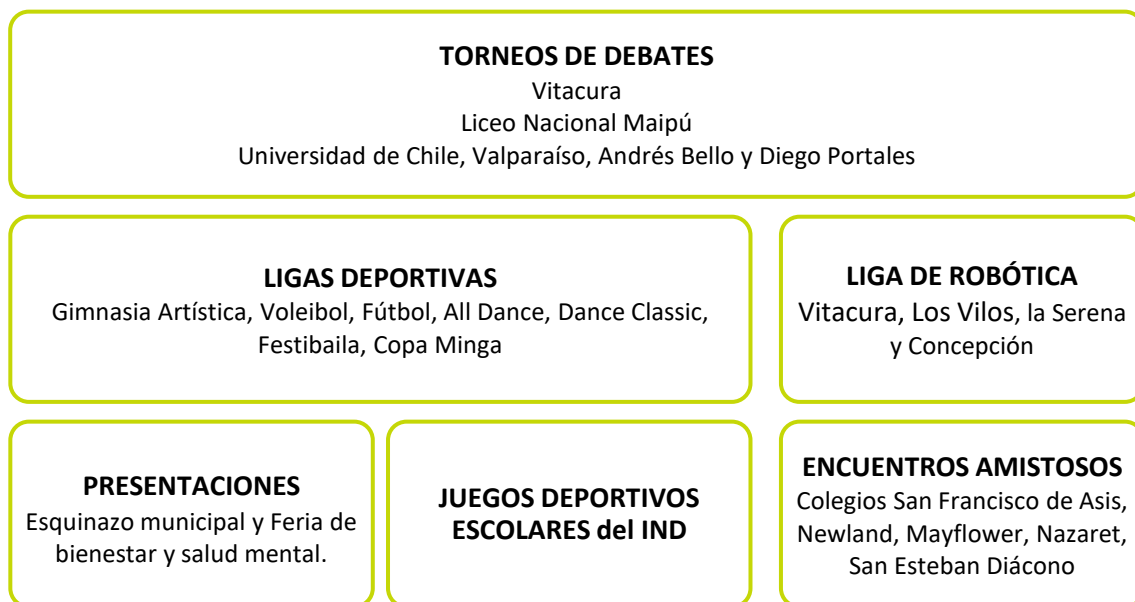 TORNEOS DE DEBATES
Vitacura
Liceo Nacional Maipú
Universidad de Chile, Valparaíso, Andrés Bello y Diego Portales
LIGAS DEPORTIVAS
Gimnasia Artística, Voleibol, Fútbol, All Dance, Dance Classic,
Festibaila, Copa Minga
LIGA DE ROBÓTICA
Vitacura, Los Vilos, la Serena
y Concepción
PRESENTACIONES
Esquinazo municipal y Feria de
bienestar y salud mental.
JUEGOS DEPORTIVOS
ESCOLARES del IND
ENCUENTROS AMISTOSOS
Colegios San Francisco de Asis,
Newland, Mayflower, Nazaret,
San Esteban Diácono